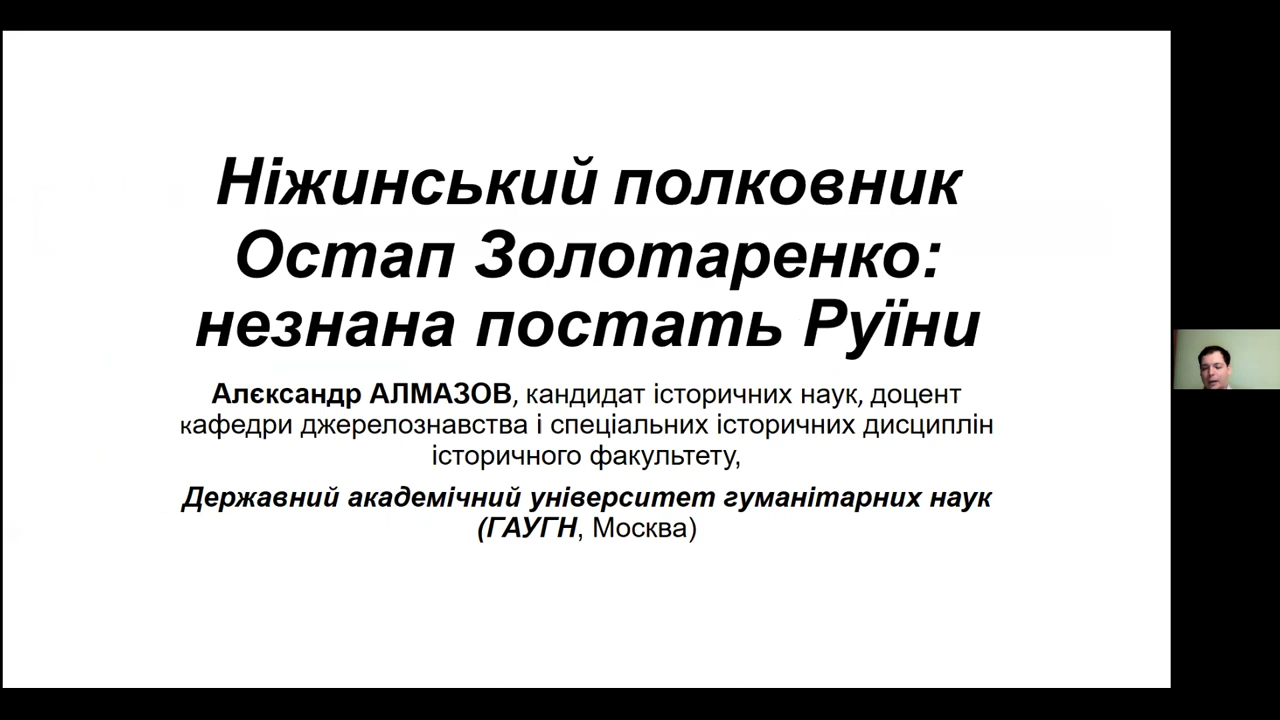 Ніжинський полковник
Остап Золотаренко:
незнана постать Руїни
Алєксандр АЛМАЗОВ, кандидат історичних наук, доцент
кафедри джерелознавства і спеціальних історичних дисциплін
історичного факультету,
Державний академічний університет гуманітарних наук
(ГАУГН, Москва)